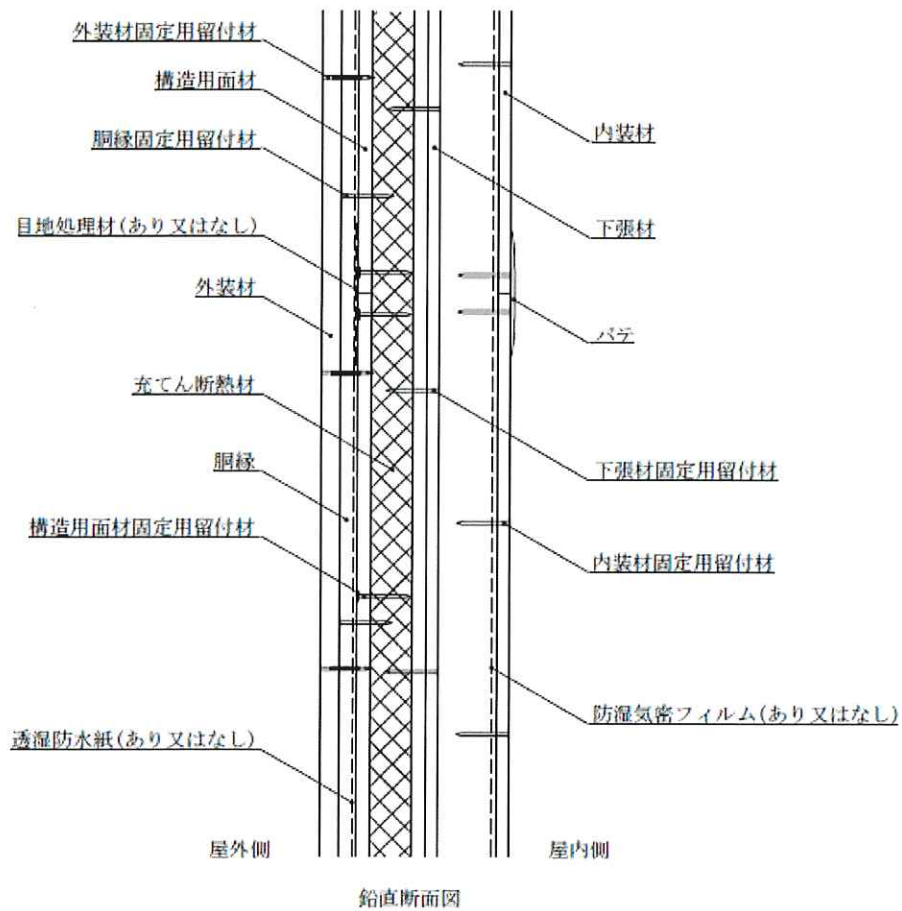 外装材固定用留付材
構造用面材
胴縁固定用留付材
目地処理材(あり又はなし)
外装材
充てん断熱材
胴縁
構造用面材固定用留付材
透湿防水紙(あり又はなし)
内装材
下張材
パテ
下張材固定用留付材
内装材固定用留付材
防湿気密フィルム(あり又はなし)
屋外側
屋内側
鉛直断面図